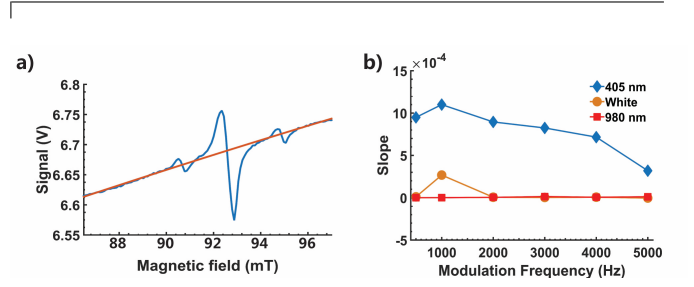 a)
6.8
6.75
6.7
6.65
6.6
6.55
Signal (V)
88 90 92 94 96
Magnetic field (mT)
b)
×10⁻⁴
15
10
5
0
-5
Slope
405 nm
White
980 nm
1000 2000 3000 4000 5000
Modulation Frequency (Hz)